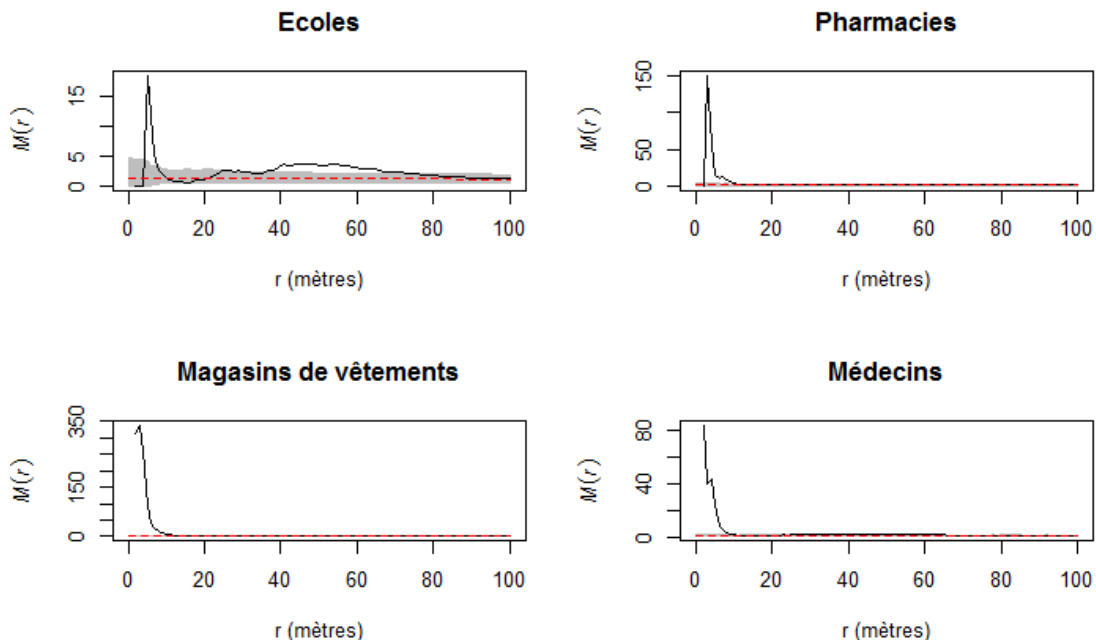 Ecoles
M(r)
15
5
0
0 20 40 60 80 100
r (mètres)
Pharmacies
M(r)
150
50
0
0 20 40 60 80 100
r (mètres)
Magasins de vêtements
M(r)
350
150
0
0 20 40 60 80 100
r (mètres)
Médecins
M(r)
80
40
0
0 20 40 60 80 100
r (mètres)